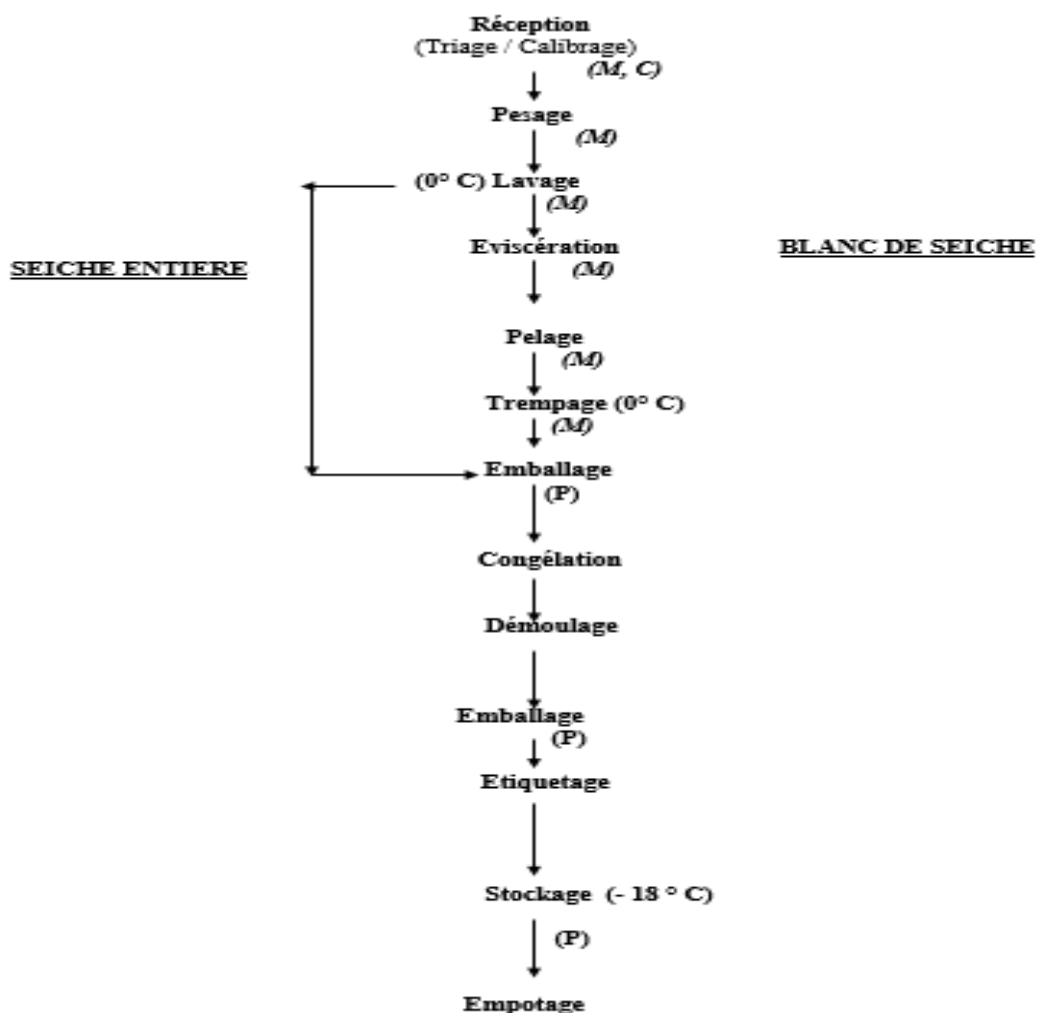 Réception
(Triage / Calibrage)
(M, C)
Pesage
(M)
(0° C) Lavage
(M)
Eviscération
(M)
BLANC DE SEICHE
SEICHE ENTIERE
Pelage
(M)
Trempage (0° C)
(M)
Emballage
(P)
Congélation
Démoulage
Emballage
(P)
Etiquetage
Stockage (- 18 ° C)
(P)
Empotage